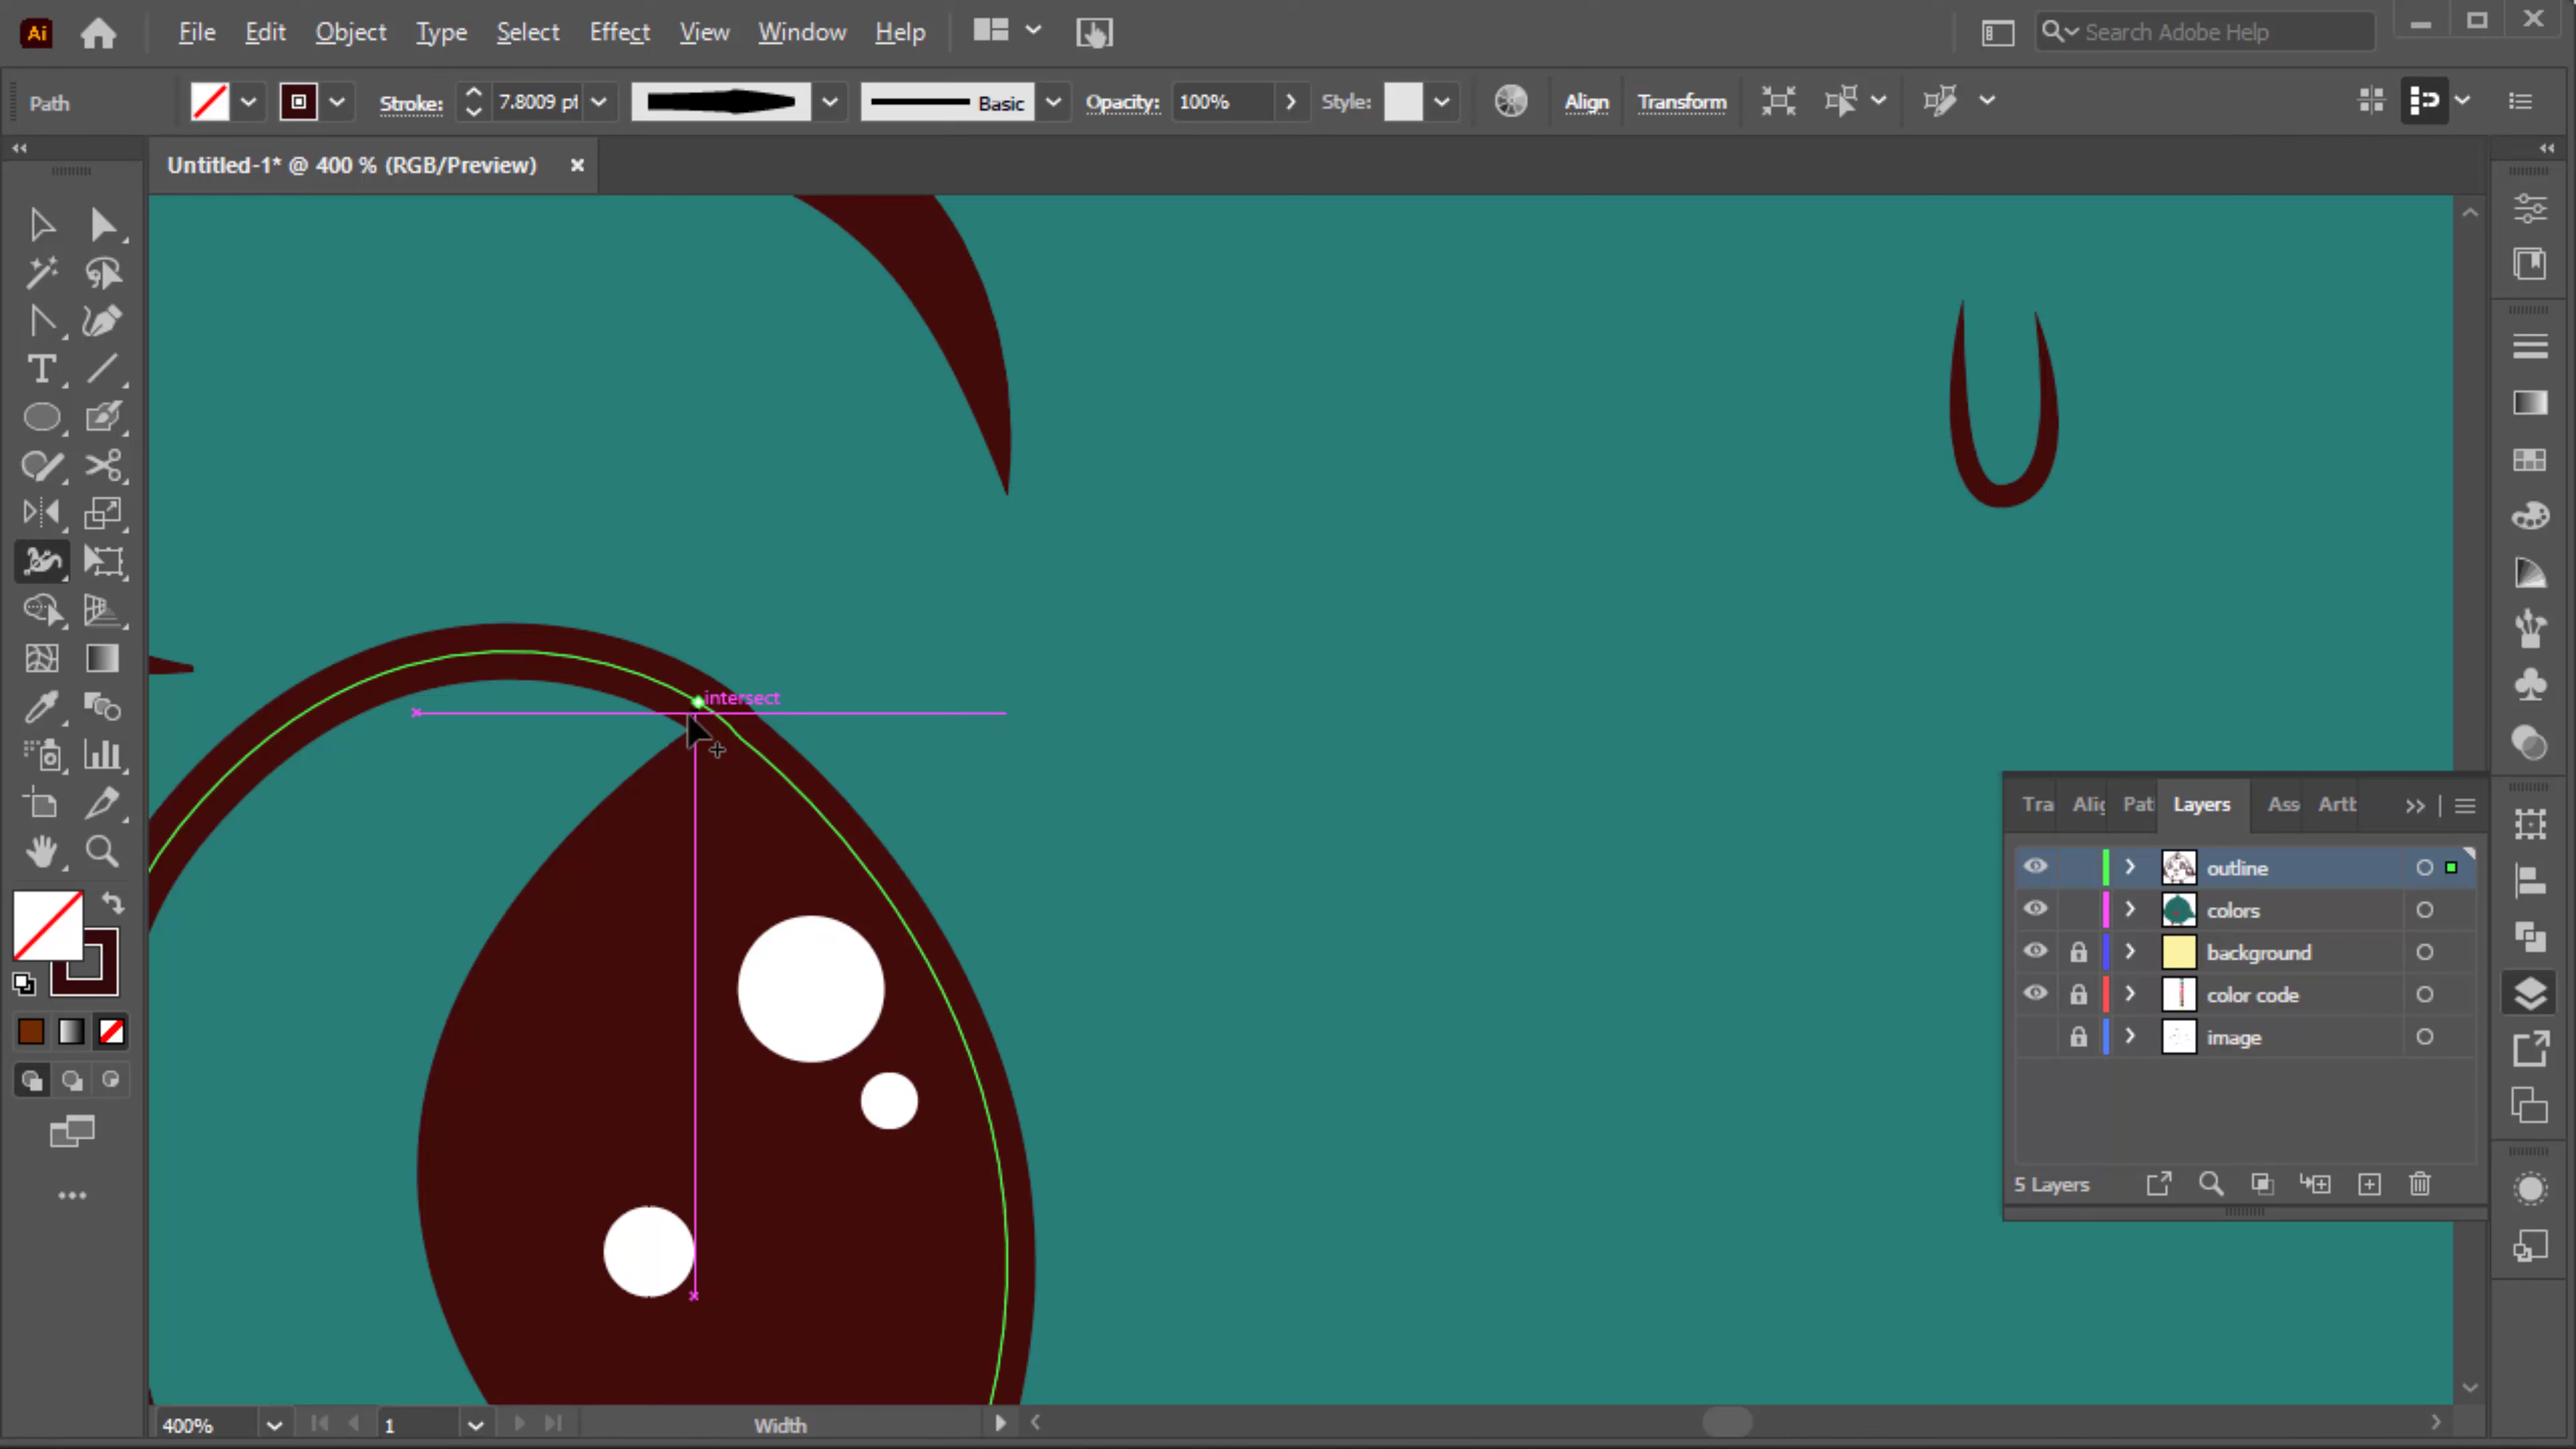 Ai File Edit Object Type Select Effect View Window Help Search Adobe Help
Path Stroke: 7.8009 pt Basic Opacity: 100% Style: Align Transform
Untitled-1* @ 400 % (RGB/Preview)
intersect
Tra Alig Pat Layers Ass Artb
outline
colors
background
color code
image
5 Layers
400% 1 Width